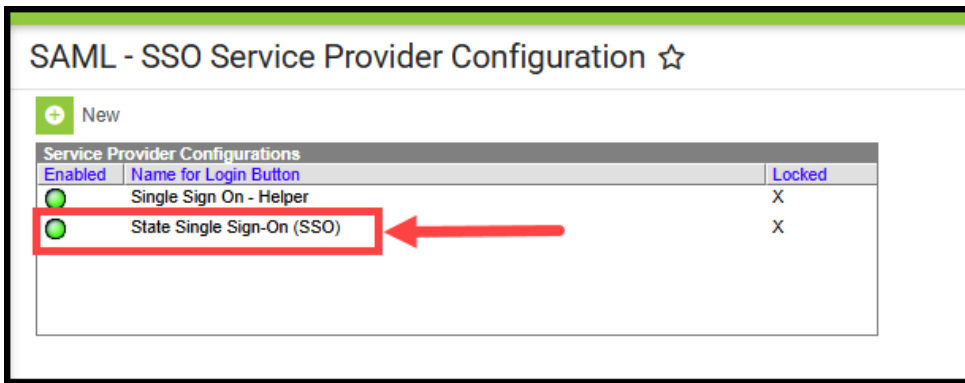 SAML - SSO Service Provider Configuration
New
Service Provider Configurations
Enabled Name for Login Button Locked
Single Sign On - Helper X
State Single Sign-On (SSO) X